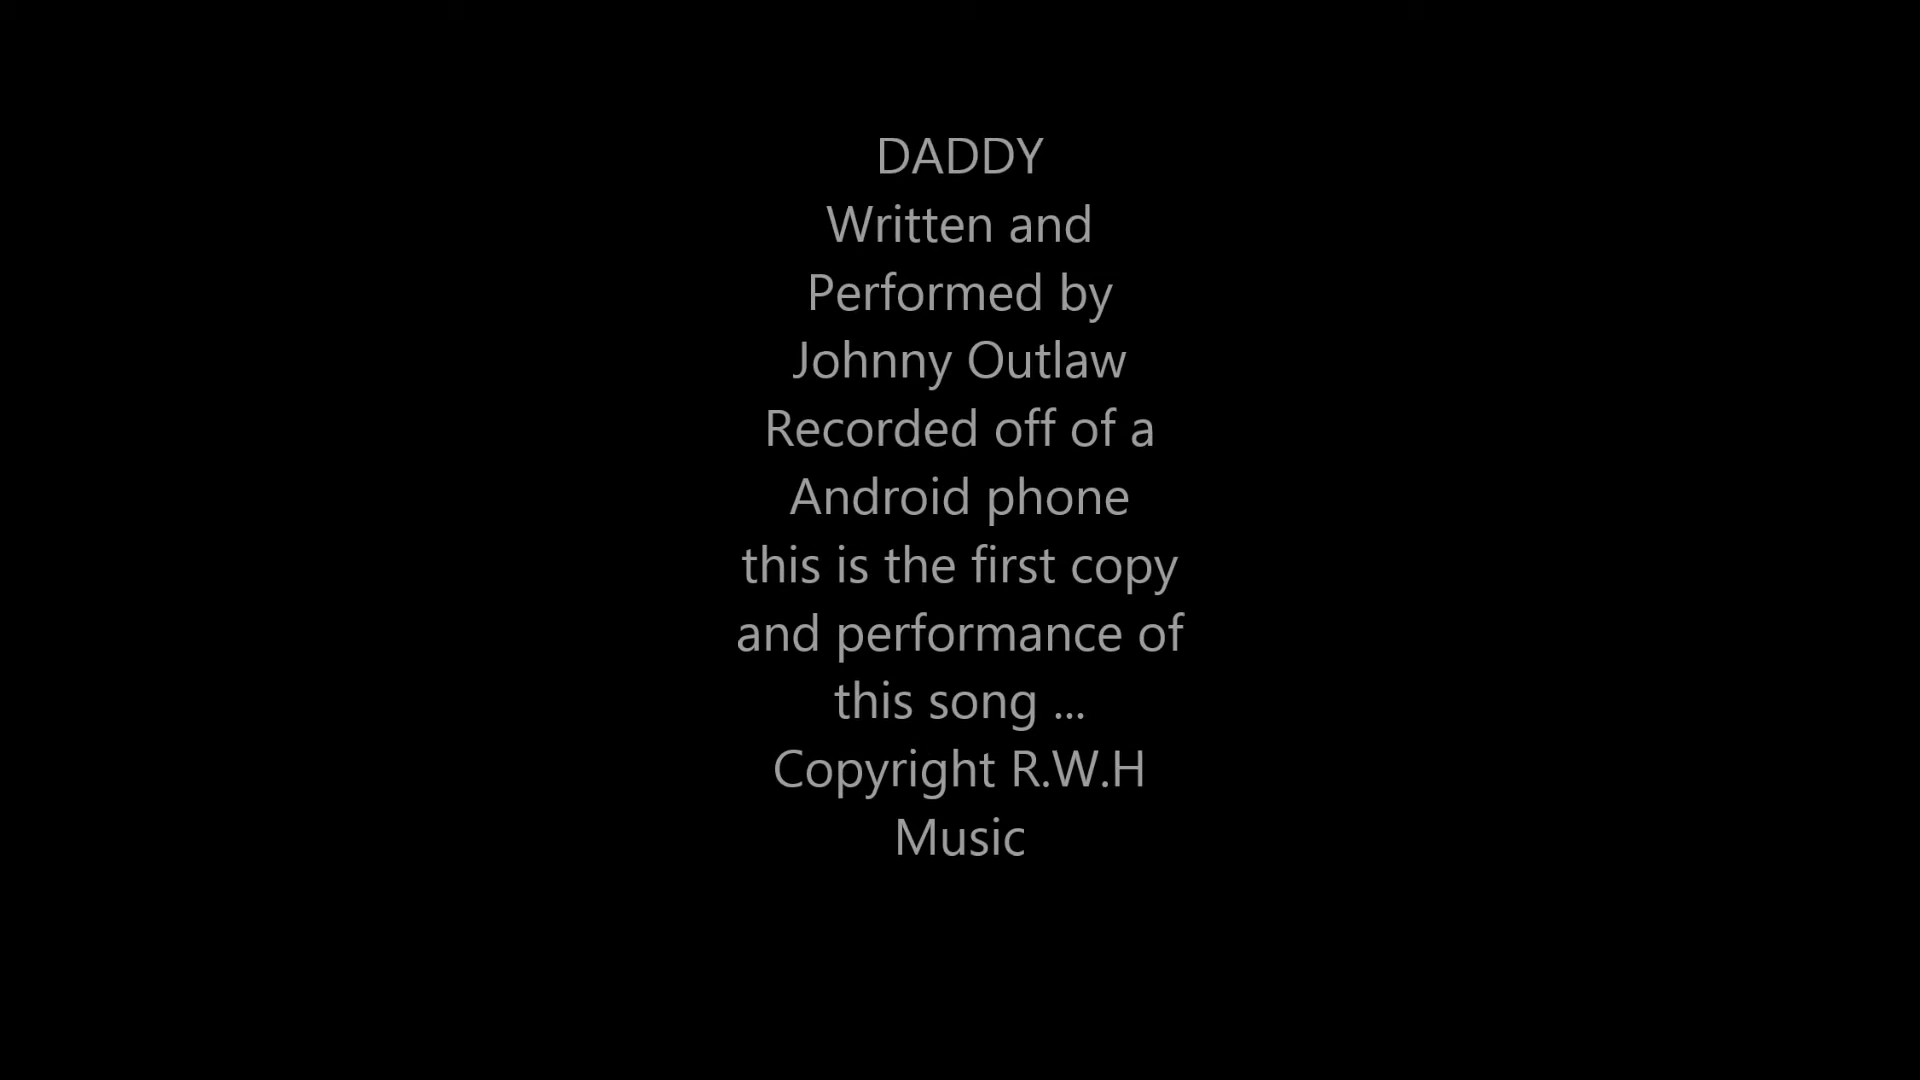 DADDY
Written and
Performed by
Johnny Outlaw
Recorded off of a
Android phone
this is the first copy
and performance of
this song ...
Copyright R.W.H
Music